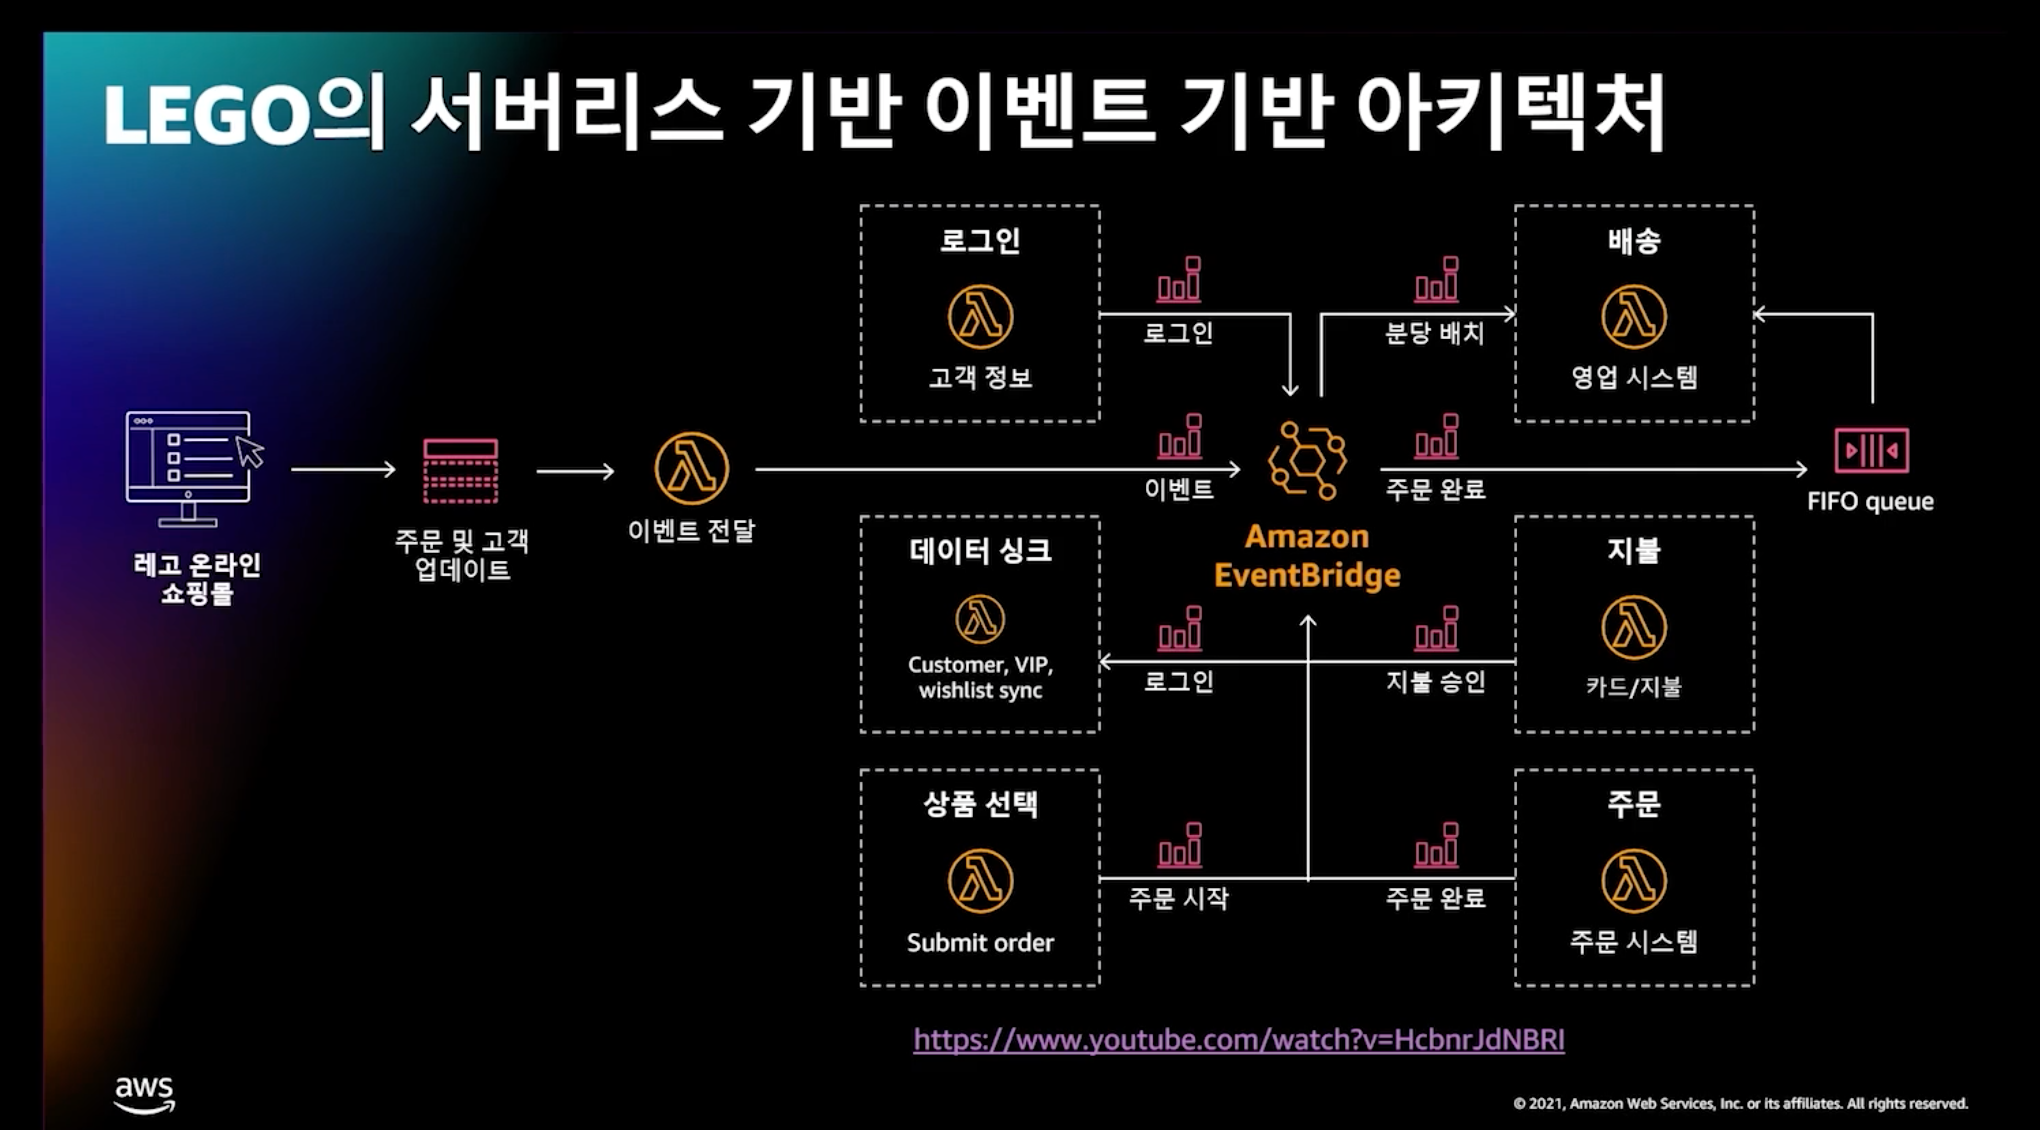 LEGO의 서버리스 기반 이벤트 기반 아키텍처
로그인
고객 정보
로그인
분당 배치
배송
영업 시스템
레고 온라인
쇼핑몰
주문 및 고객
업데이트
이벤트 전달
이벤트
Amazon
EventBridge
주문 완료
FIFO queue
데이터 싱크
Customer, VIP,
wishlist sync
로그인
지불 승인
지불
카드/지불
상품 선택
Submit order
주문 시작
주문 완료
주문
주문 시스템
https://www.youtube.com/watch?v=HcbnrJdNBRI
aws
© 2021, Amazon Web Services, Inc. or its affiliates. All rights reserved.